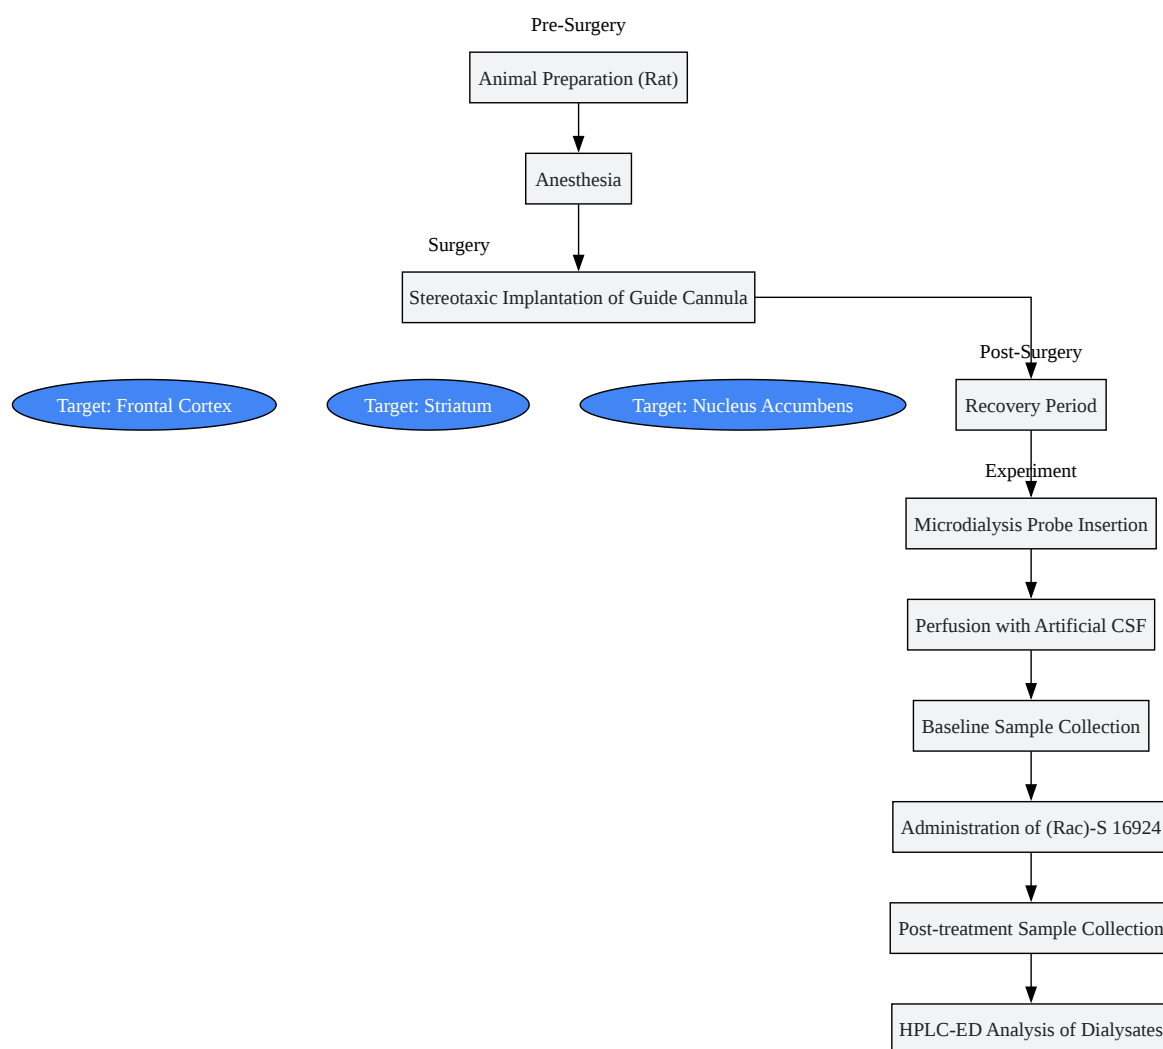 Pre-Surgery
Animal Preparation (Rat)
Anesthesia
Surgery
Stereotaxic Implantation of Guide Cannula
Post-Surgery
Target: Frontal Cortex
Target: Striatum
Target: Nucleus Accumbens
Recovery Period
Experiment
Microdialysis Probe Insertion
Perfusion with Artificial CSF
Baseline Sample Collection
Administration of (Rac)-S 16924
Post-treatment Sample Collection
HPLC-ED Analysis of Dialysates